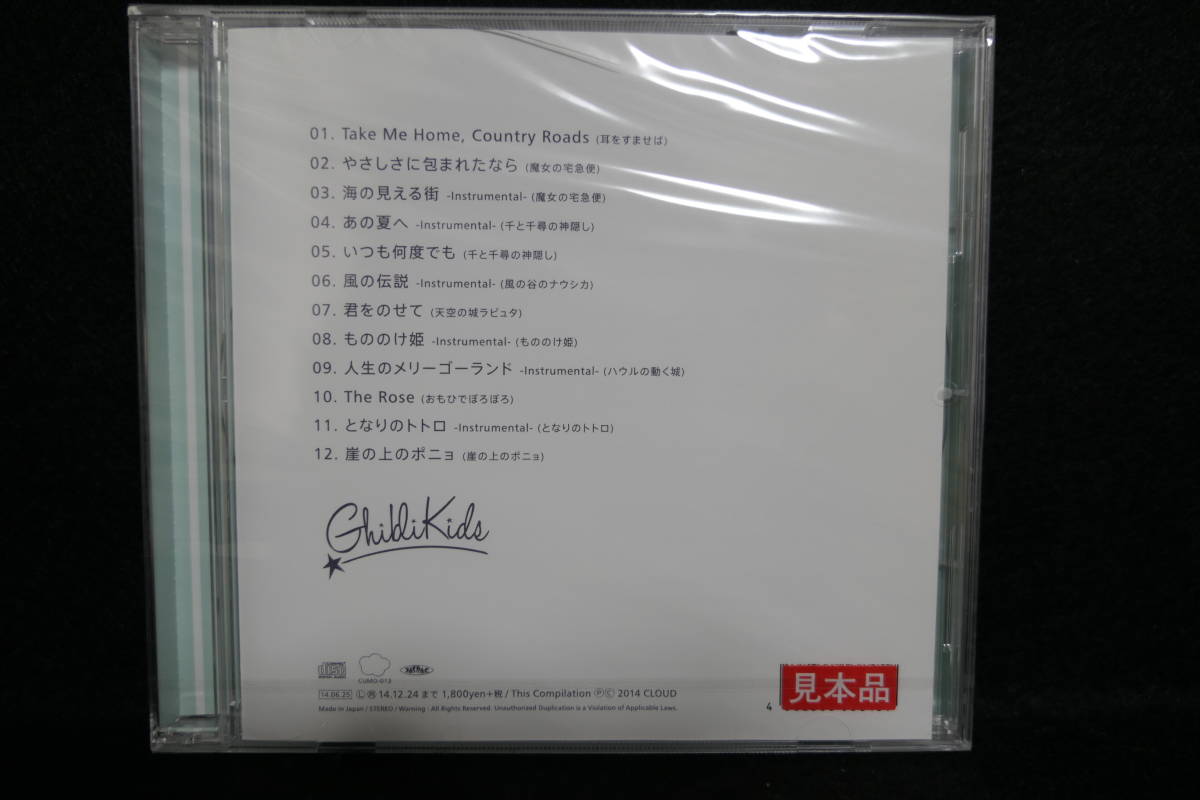 01. Take Me Home, Country Roads (耳をすませば)
02. やさしさに包まれたなら (魔女の宅急便)
03. 海の見える街 -Instrumental- (魔女の宅急便)
04. あの夏へ -Instrumental- (千と千尋の神隠し)
05. いつも何度でも (千と千尋の神隠し)
06. 風の伝説 -Instrumental- (風の谷のナウシカ)
07. 君をのせて (天空の城ラピュタ)
08. もののけ姫 -Instrumental- (もののけ姫)
09. 人生のメリーゴーランド -Instrumental- (ハウルの動く城)
10. The Rose (おもひでぽろぽろ)
11. となりのトトロ -Instrumental- (となりのトトロ)
12. 崖の上のポニョ (崖の上のポニョ)
GhibliKids
CUMO-013
14.06.25 Ⓛ 14.12.24 まで 1,800yen+税 / This Compilation ⓅⒸ 2014 CLOUD
Made in Japan / STEREO / Warning : All Rights Reserved. Unauthorized Duplication is a Violation of Applicable Laws.
4
見本品